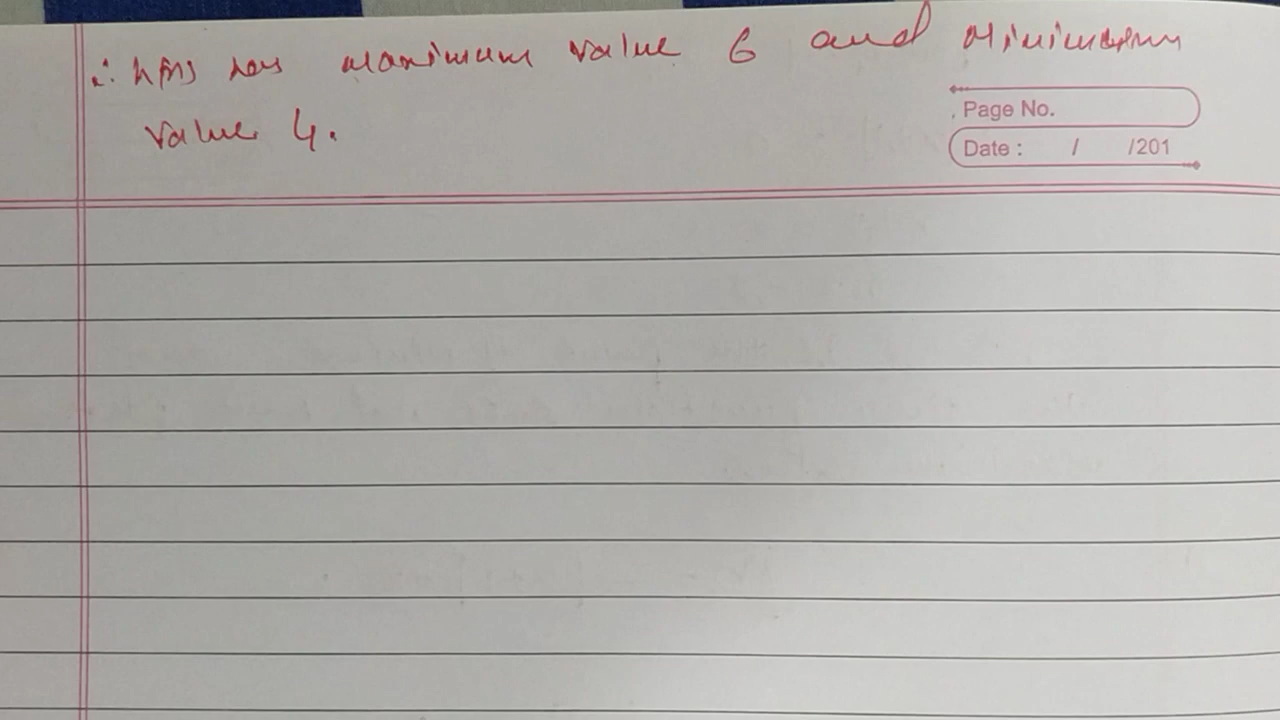 ∴ h(x) has maximum value 6 and minimum
value 4.
Page No.
Date : / /201